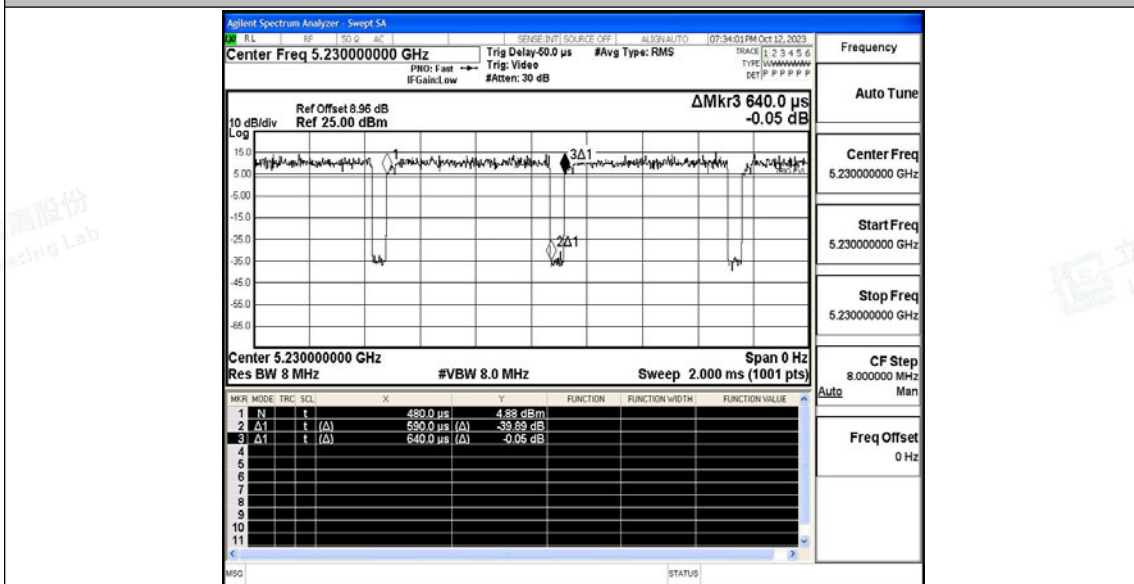 Agilent Spectrum Analyzer - Swept SA
RL RF 50 Ω AC SENSE:INT SOURCE OFF ALIGN AUTO 07:34:01 PM Oct 12, 2023
Center Freq 5.230000000 GHz
PNO: Fast
IFGain:Low
Trig Delay-50.0 µs
Trig: Video
#Atten: 30 dB
#Avg Type: RMS
TRACE 1 2 3 4 5 6
TYPE WWWWWWW
DET P P P P P P
ΔMkr3 640.0 µs
-0.05 dB
Ref Offset 8.96 dB
10 dB/div Ref 25.00 dBm
Log
15.0
5.00
-5.00
-15.0
-25.0
-35.0
-45.0
-55.0
-65.0
1
3Δ1
2Δ1
TRIG LVL
Center 5.230000000 GHz Span 0 Hz
Res BW 8 MHz #VBW 8.0 MHz Sweep 2.000 ms (1001 pts)
MKR MODE TRC SCL X Y FUNCTION FUNCTION WIDTH FUNCTION VALUE
1 N t 480.0 µs 4.88 dBm
2 Δ1 t (Δ) 590.0 µs (Δ) -39.89 dB
3 Δ1 t (Δ) 640.0 µs (Δ) -0.05 dB
4
5
6
7
8
9
10
11
MSG STATUS
Frequency
Auto Tune
Center Freq
5.230000000 GHz
Start Freq
5.230000000 GHz
Stop Freq
5.230000000 GHz
CF Step
8.000000 MHz
Auto Man
Freq Offset
0 Hz
股份
Lab
立